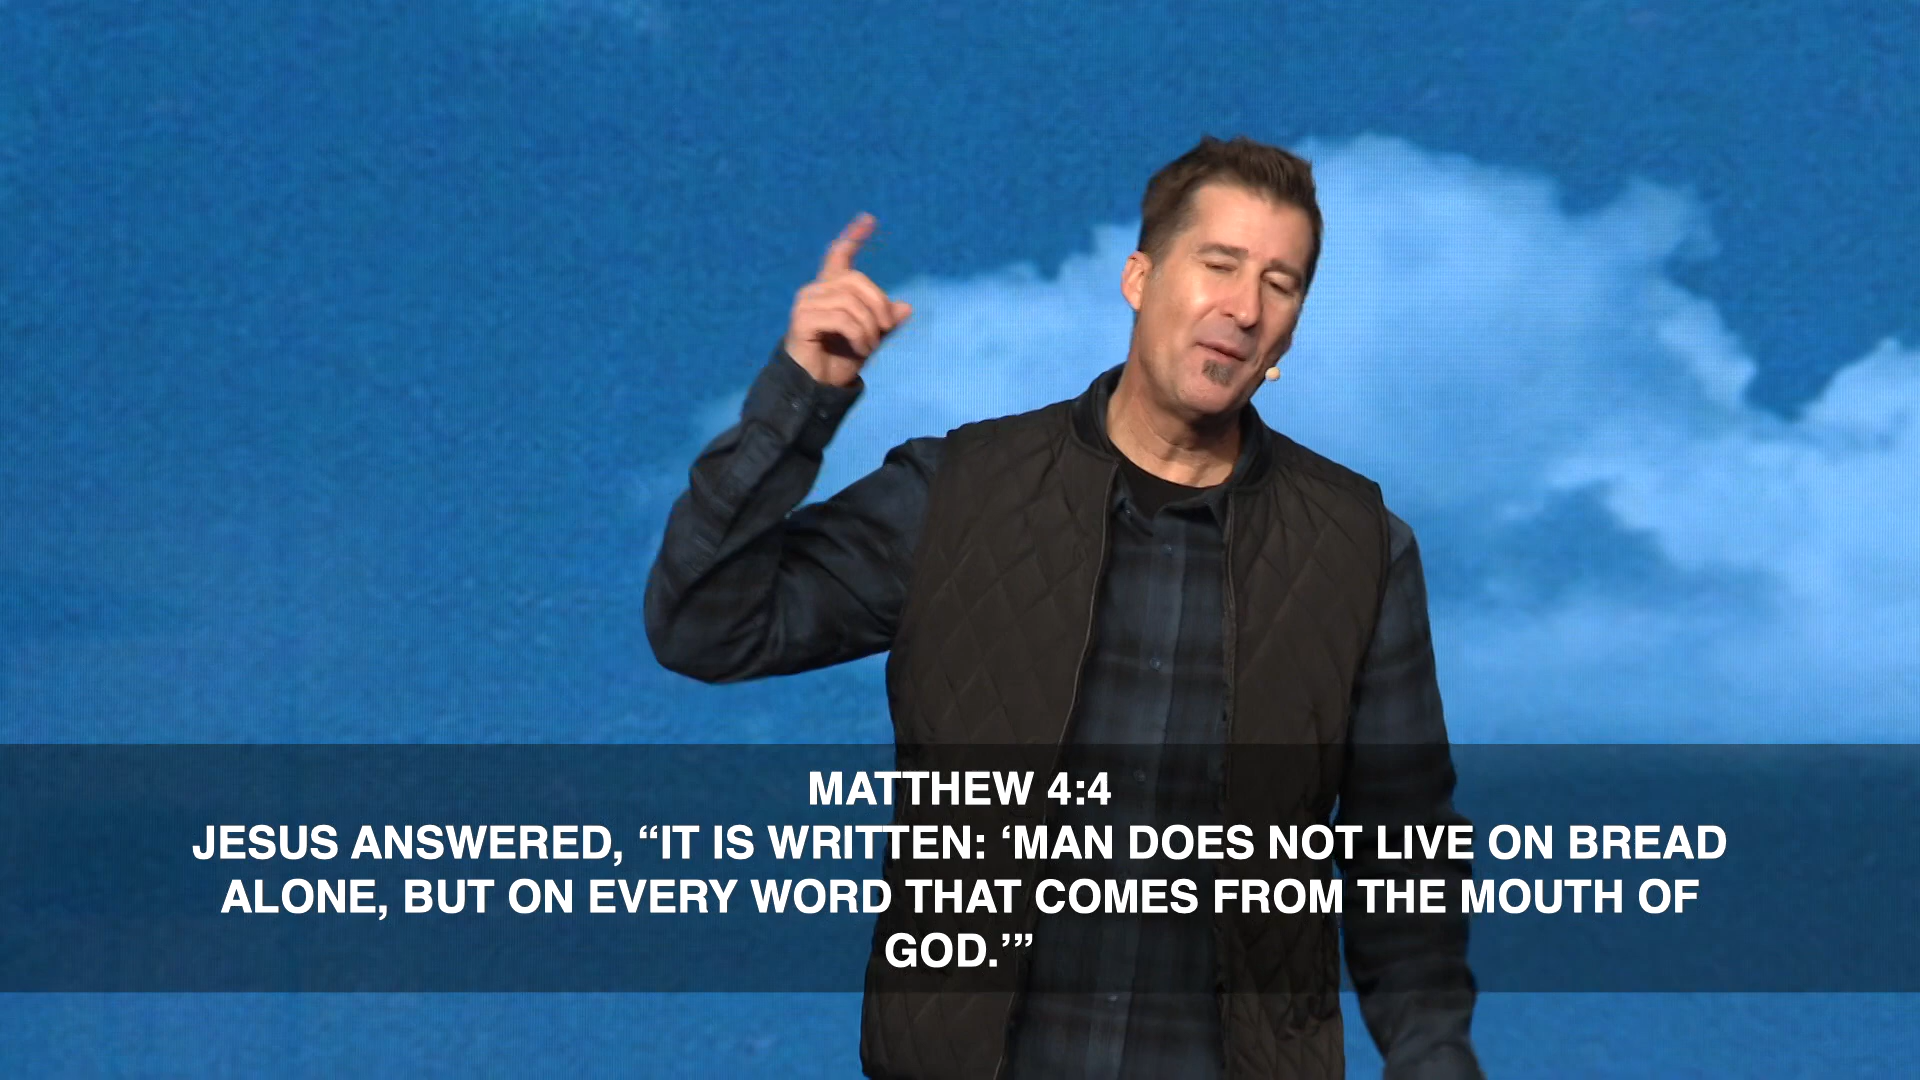 MATTHEW 4:4
JESUS ANSWERED, “IT IS WRITTEN: ‘MAN DOES NOT LIVE ON BREAD
ALONE, BUT ON EVERY WORD THAT COMES FROM THE MOUTH OF
GOD.’”